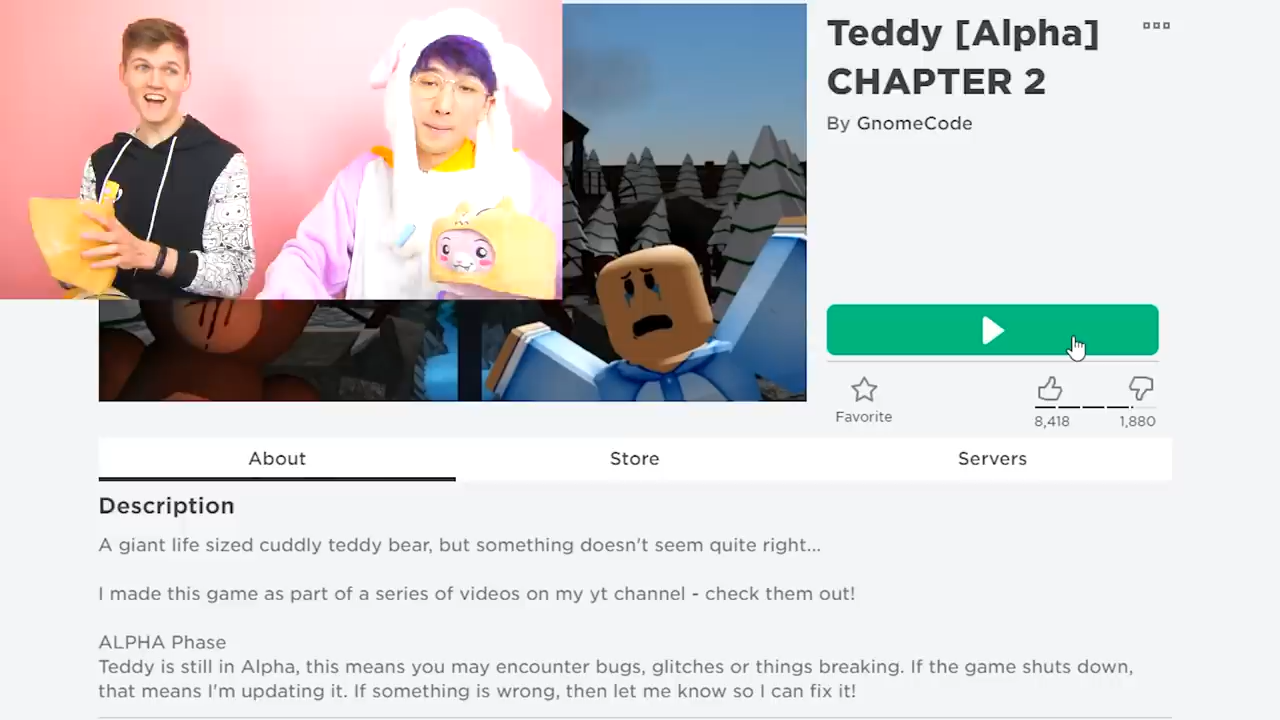 Teddy [Alpha]
CHAPTER 2
By GnomeCode
Favorite
8,418
1,880
About
Store
Servers
Description
A giant life sized cuddly teddy bear, but something doesn't seem quite right...
I made this game as part of a series of videos on my yt channel - check them out!
ALPHA Phase
Teddy is still in Alpha, this means you may encounter bugs, glitches or things breaking. If the game shuts down,
that means I'm updating it. If something is wrong, then let me know so I can fix it!